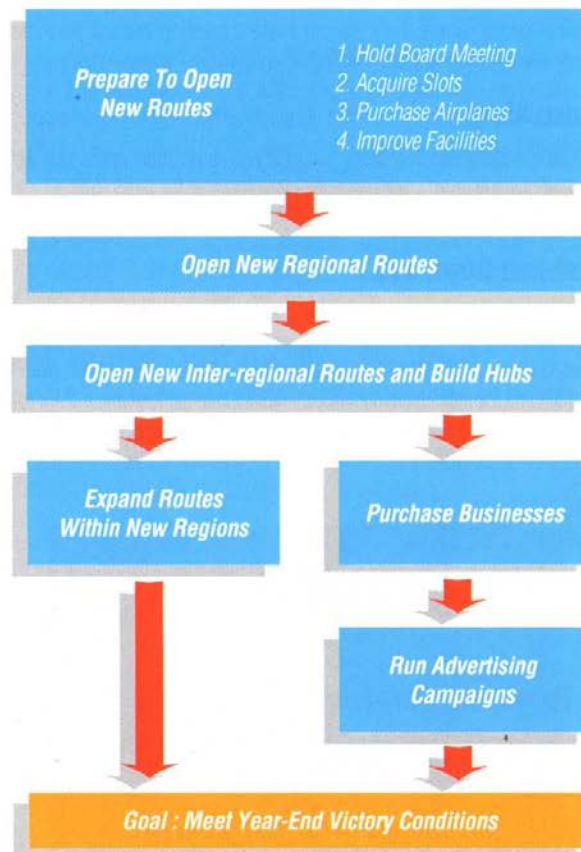 Prepare To Open
New Routes
1. Hold Board Meeting
2. Acquire Slots
3. Purchase Airplanes
4. Improve Facilities
Open New Regional Routes
Open New Inter-regional Routes and Build Hubs
Expand Routes
Within New Regions
Purchase Businesses
Run Advertising
Campaigns
Goal : Meet Year-End Victory Conditions